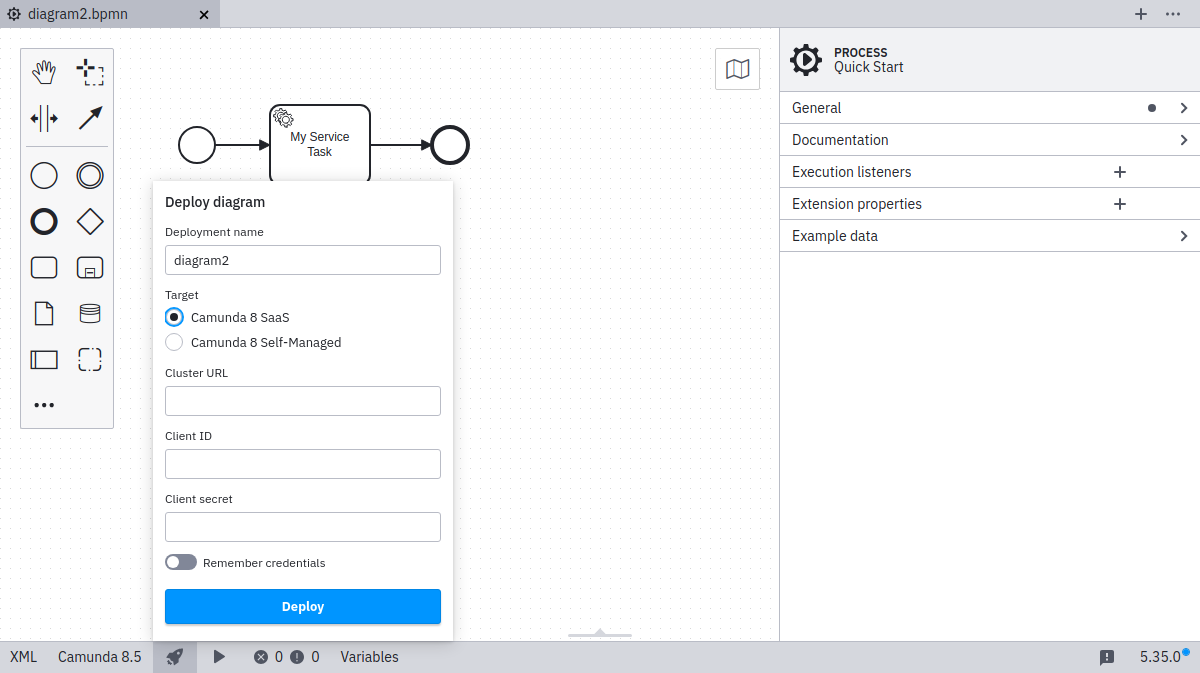 diagram2.bpmn
PROCESS
Quick Start
General
Documentation
Execution listeners
Extension properties
Example data
My Service
Task
Deploy diagram
Deployment name
diagram2
Target
Camunda 8 SaaS
Camunda 8 Self-Managed
Cluster URL
Client ID
Client secret
Remember credentials
Deploy
XML Camunda 8.5 0 0 Variables 5.35.0